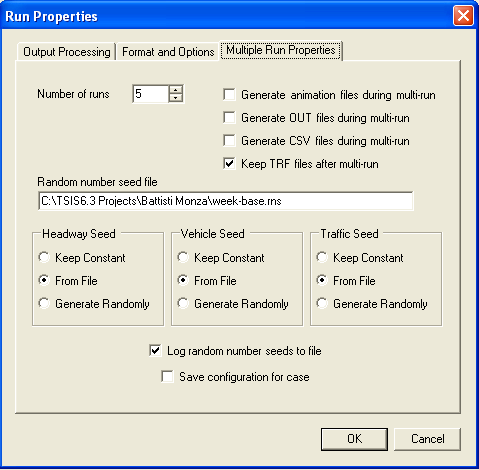 Run Properties
Output Processing Format and Options Multiple Run Properties
Number of runs 5
Generate animation files during multi-run
Generate OUT files during multi-run
Generate CSV files during multi-run
Keep TRF files after multi-run
Random number seed file
C:\TSIS6.3 Projects\Battisti Monza\week-base.rns
Headway Seed Vehicle Seed Traffic Seed
Keep Constant Keep Constant Keep Constant
From File From File From File
Generate Randomly Generate Randomly Generate Randomly
Log random number seeds to file
Save configuration for case
OK Cancel